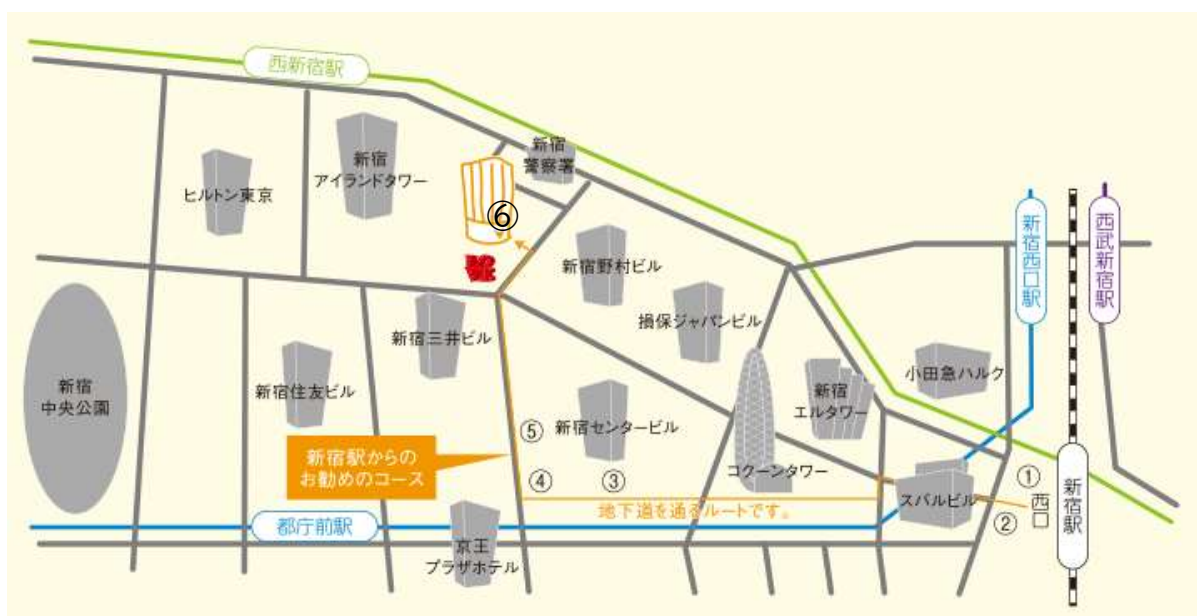 西新宿駅
新宿
警察署
新宿
アイランドタワー
ヒルトン東京
⑥
LOVE
新宿野村ビル
新宿西口駅
西武新宿駅
損保ジャパンビル
新宿三井ビル
新宿住友ビル
新宿
中央公園
小田急ハルク
新宿
エルタワー
⑤
新宿センタービル
新宿駅からの
お勧めのコース
コクーンタワー
④
③
①
西口
新宿駅
スバルビル
地下道を通るルートです。
②
都庁前駅
京王
プラザホテル